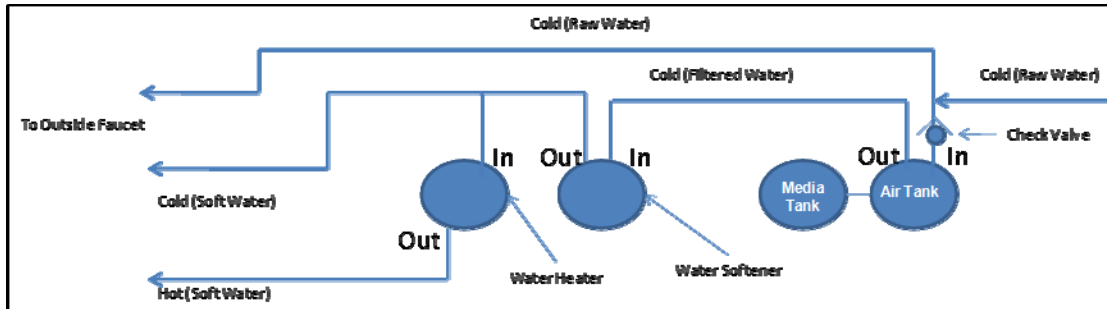 Cold (Raw Water)
Cold (Filtered Water)
Cold (Raw Water)
To Outside Faucet
Check Valve
In
Out
In
Out
In
Media
Tank
Air Tank
Cold (Soft Water)
Out
Water Heater
Water Softener
Hot (Soft Water)